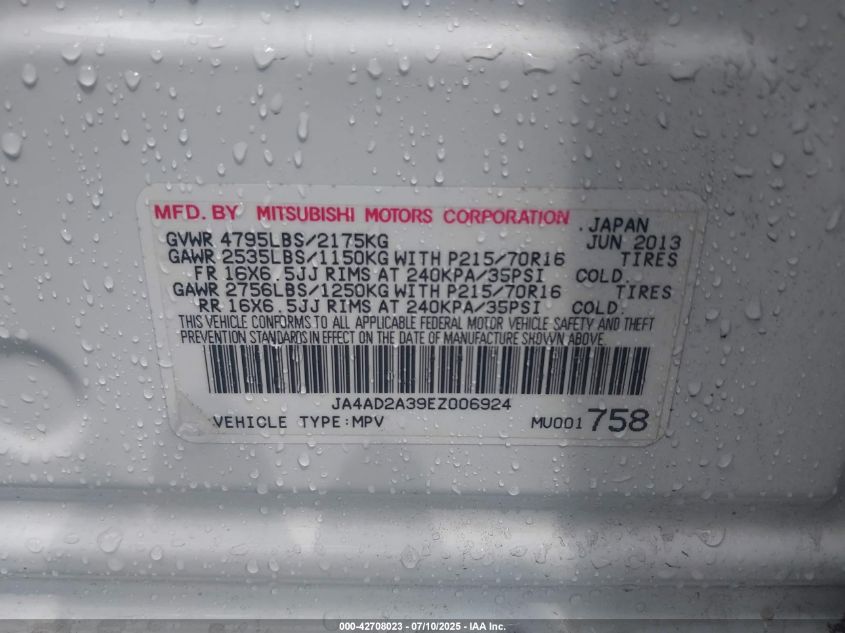 MFD. BY MITSUBISHI MOTORS CORPORATION .JAPAN
GVWR 4795LBS/2175KG JUN 2013
GAWR 2535LBS/1150KG WITH P215/70R16 TIRES
FR 16X6.5JJ RIMS AT 240KPA/35PSI COLD.
GAWR 2756LBS/1250KG WITH P215/70R16 TIRES
RR 16X6.5JJ RIMS AT 240KPA/35PSI COLD.
THIS VEHICLE CONFORMS TO ALL APPLICABLE FEDERAL MOTOR VEHICLE SAFETY AND THEFT
PREVENTION STANDARDS IN EFFECT ON THE DATE OF MANUFACTURE SHOWN ABOVE.
JA4AD2A39EZ006924
VEHICLE TYPE:MPV MU001758
000-42708023 - 07/10/2025 - IAA Inc.